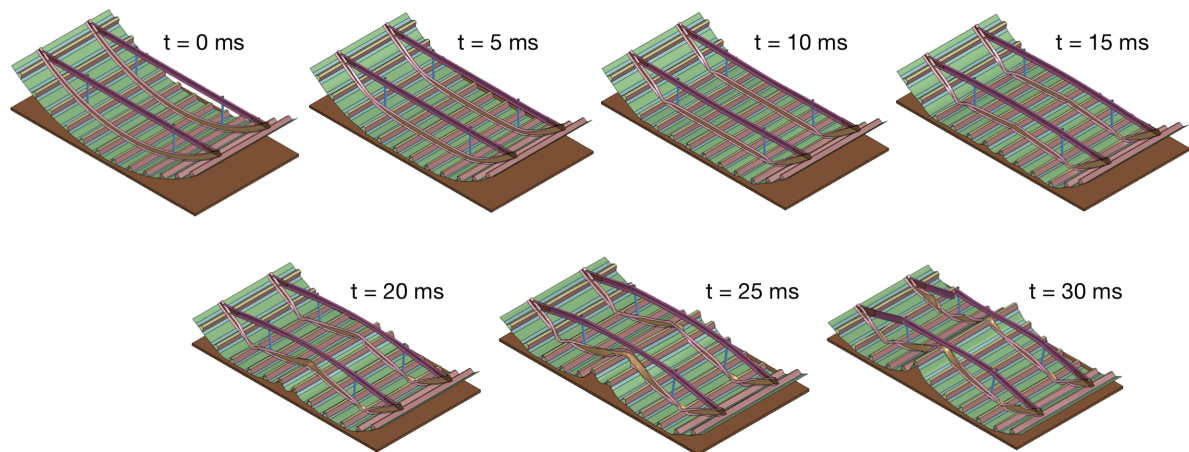 t = 0 ms
t = 5 ms
t = 10 ms
t = 15 ms
t = 20 ms
t = 25 ms
t = 30 ms